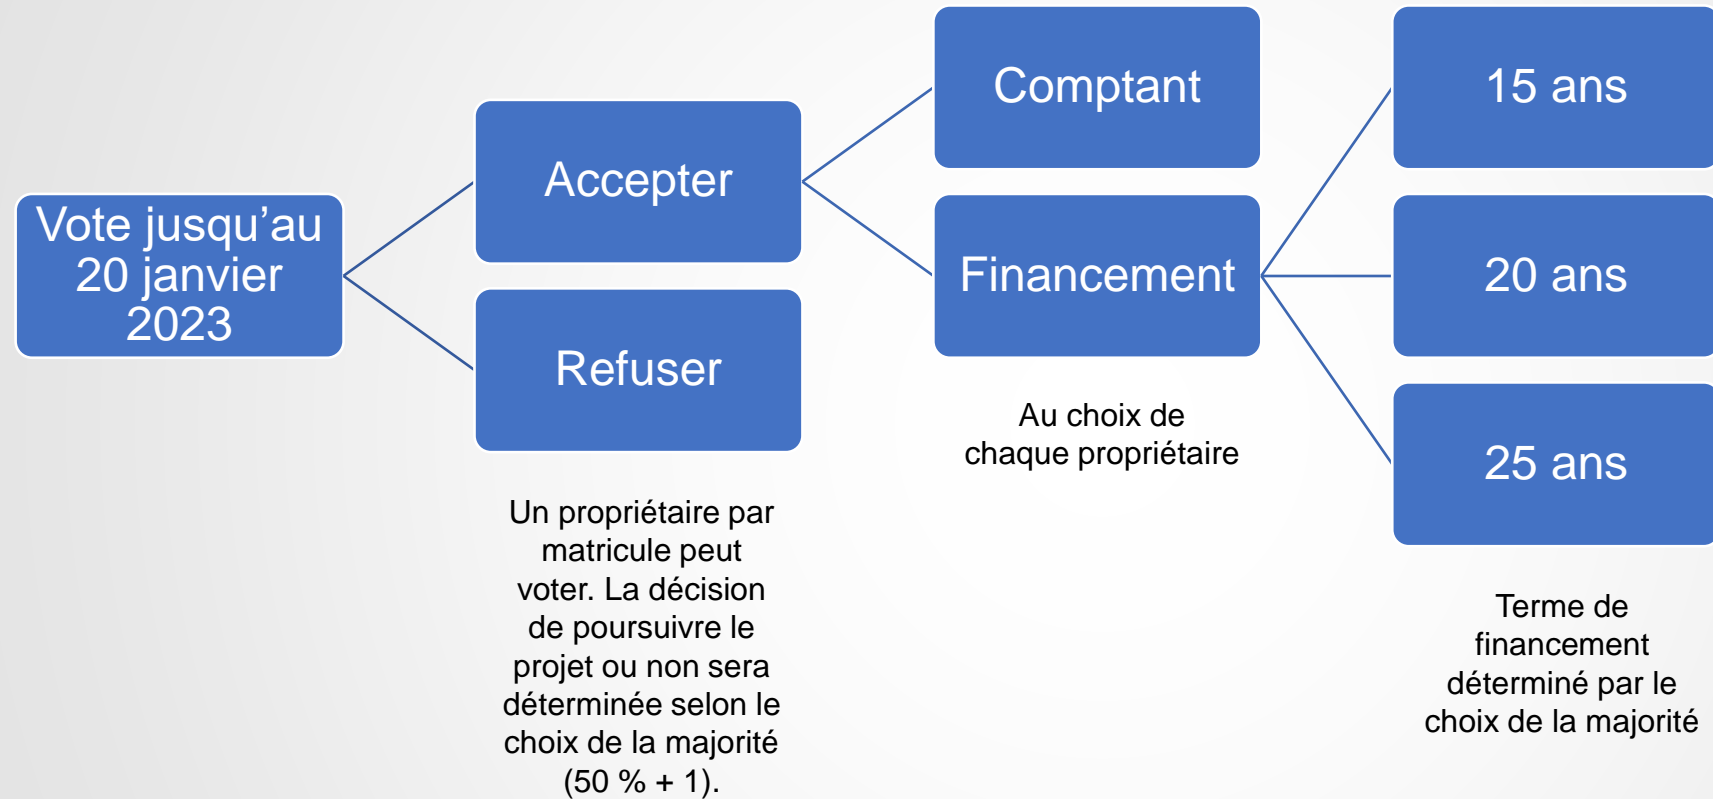 Vote jusqu’au
20 janvier
2023
Accepter
Refuser
Un propriétaire par
matricule peut
voter. La décision
de poursuivre le
projet ou non sera
déterminée selon le
choix de la majorité
(50 % + 1).
Comptant
Financement
Au choix de
chaque propriétaire
15 ans
20 ans
25 ans
Terme de
financement
déterminé par le
choix de la majorité